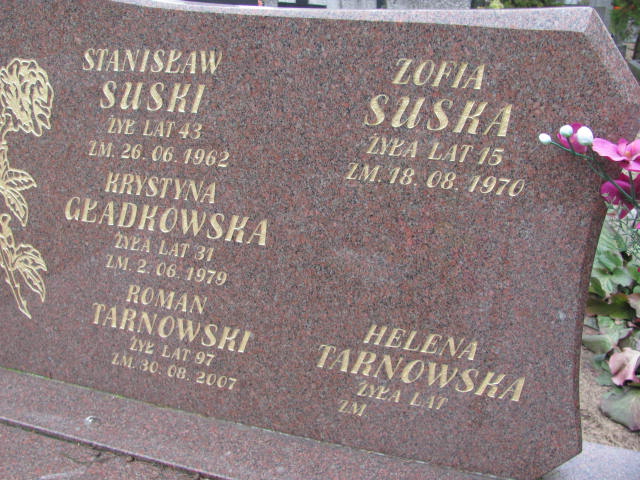 STANISŁAW
SUSKI
ŻYŁ LAT 43
ZM. 26. 06. 1962
KRYSTYNA
GŁADKOWSKA
ŻYŁA LAT 31
ZM. 2. 06. 1979
ROMAN
TARNOWSKI
ŻYŁ LAT 97
ZM. 30. 08. 2007
ZOFIA
SUSKA
ŻYŁA LAT 15
ZM. 18. 08. 1970
HELENA
TARNOWSKA
ŻYŁA LAT
ZM